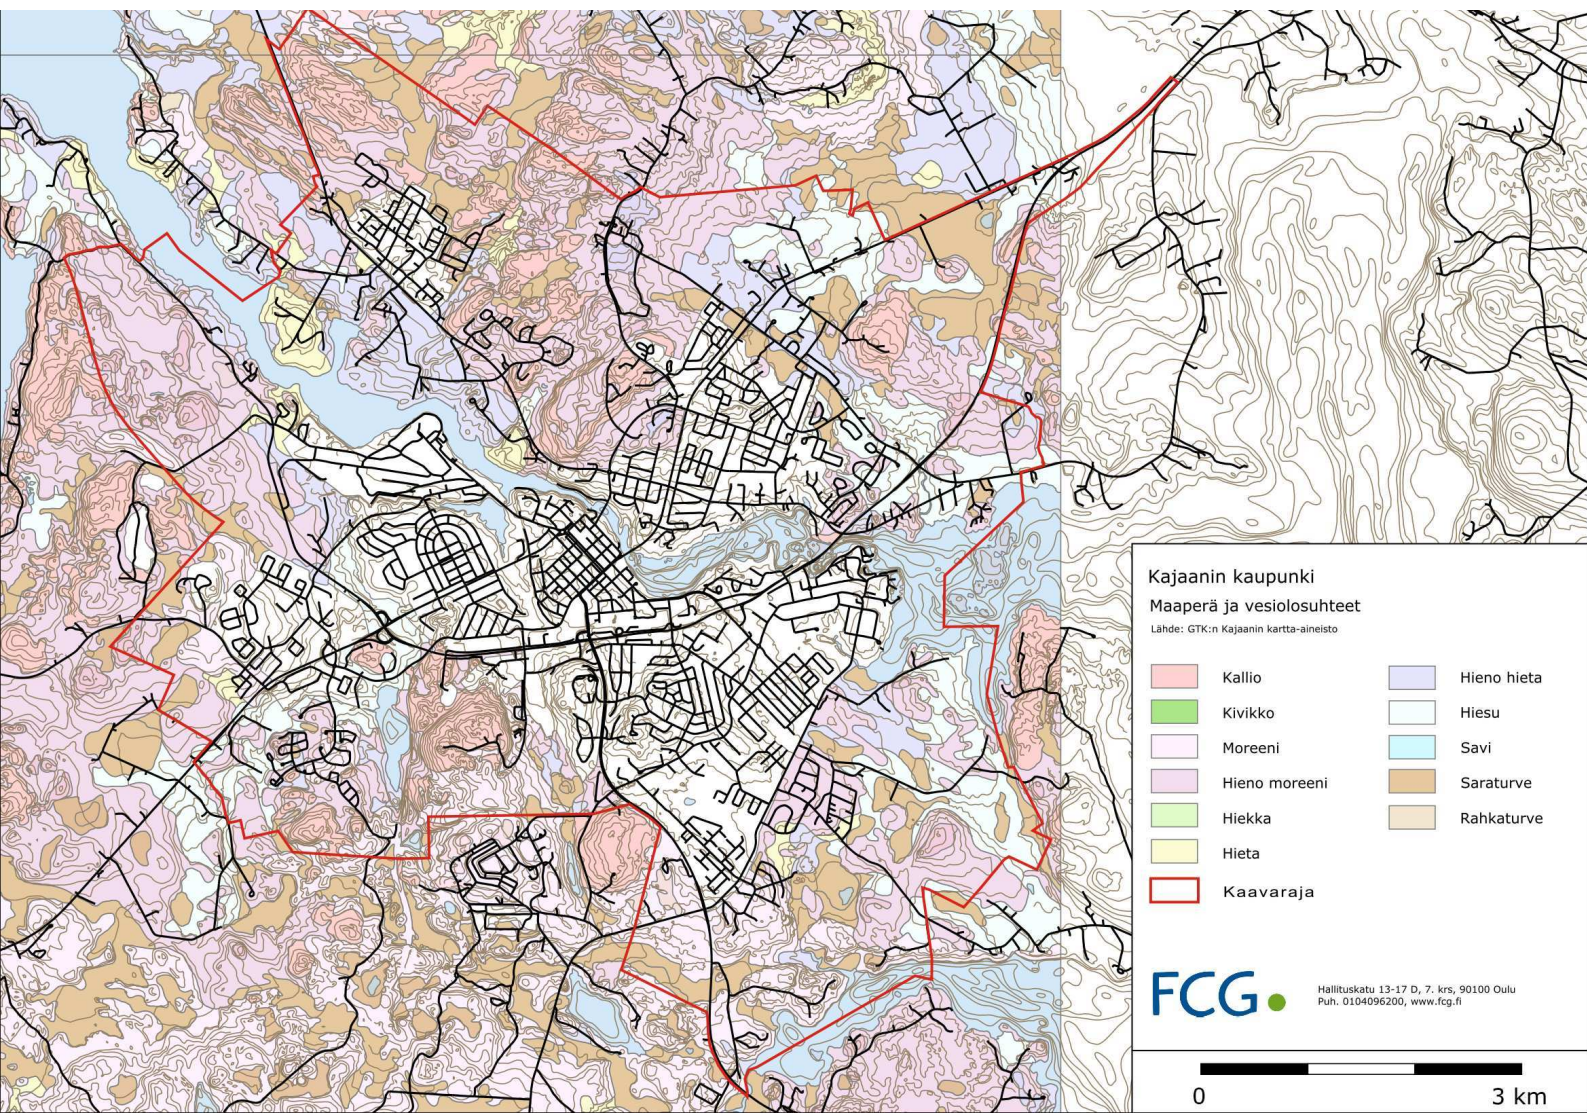 Kajaanin kaupunki
Maaperä ja vesiolosuhteet
Lähde: GTK:n Kajaanin kartta-aineisto
Kallio
Kivikko
Moreeni
Hieno moreeni
Hiekka
Hieta
Kaavaraja
Hieno hieta
Hiesu
Savi
Saraturve
Rahkaturve
FCG
Hallituskatu 13-17 D, 7. krs, 90100 Oulu
Puh. 0104096200, www.fcg.fi
0 3 km